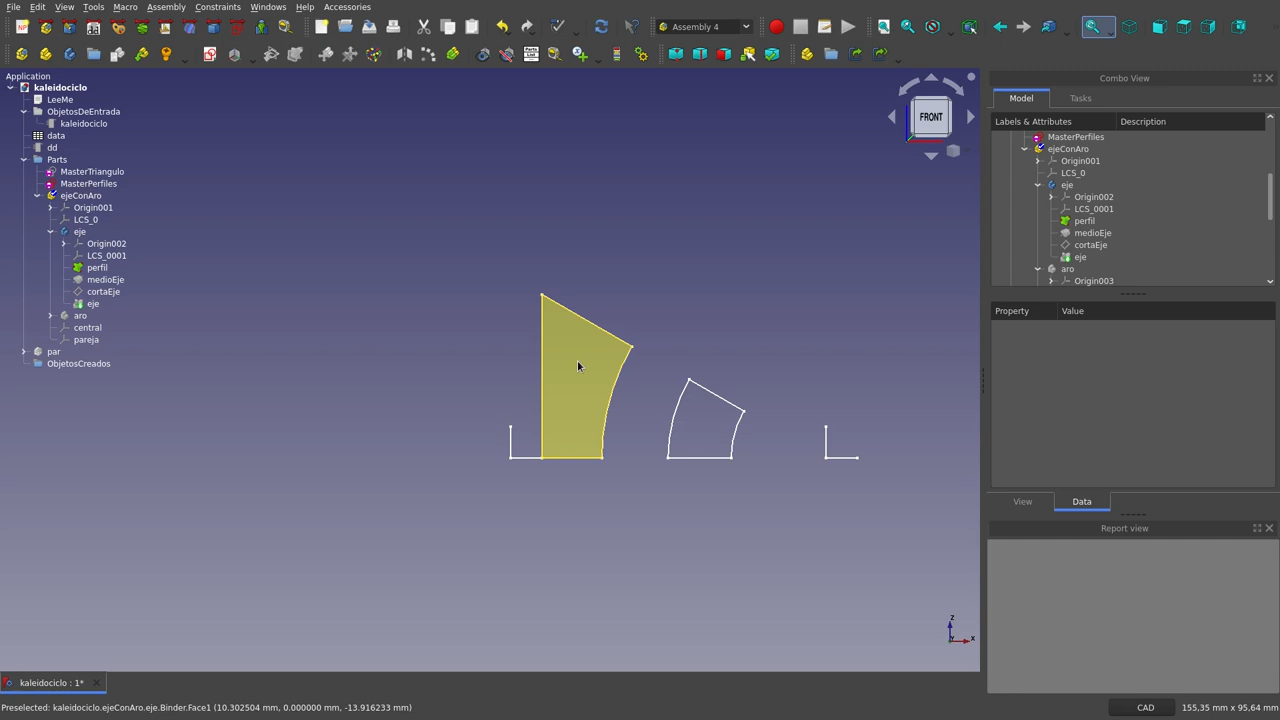 File Edit View Tools Macro Assembly Constraints Windows Help Accessories
Assembly 4
Parts List
Application
kaleidociclo
LeeMe
ObjetosDeEntrada
kaleidociclo
data
dd
Parts
MasterTriangulo
MasterPerfiles
ejeConAro
Origin001
LCS_0
eje
Origin002
LCS_0001
perfil
medioEje
cortaEje
eje
aro
central
pareja
par
ObjetosCreados
FRONT
Z
X
Combo View
Model Tasks
Labels & Attributes Description
MasterPerfiles
ejeConAro
Origin001
LCS_0
eje
Origin002
LCS_0001
perfil
medioEje
cortaEje
eje
aro
Origin003
Property Value
View Data
Report view
kaleidociclo : 1*
Preselected: kaleidociclo.ejeConAro.eje.Binder.Face1 (10.302504 mm, 0.000000 mm, -13.916233 mm)
CAD 155,35 mm x 95,64 mm